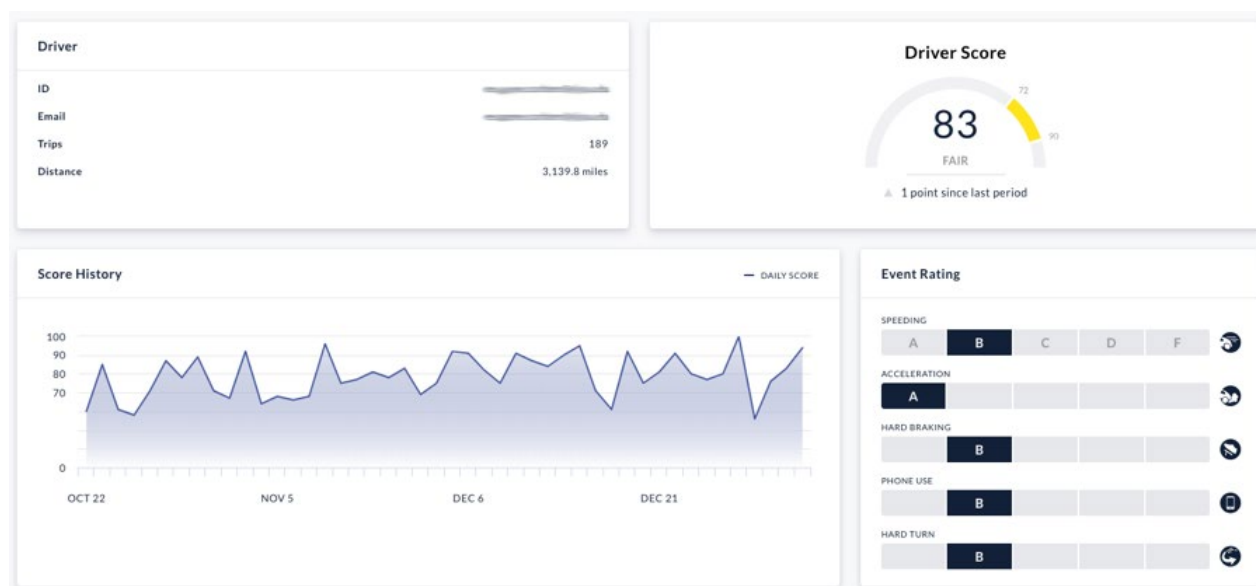 Driver
ID
Email
Trips 189
Distance 3,139.8 miles
Driver Score
72
83
90
FAIR
▲ 1 point since last period
Score History
DAILY SCORE
100
90
80
70
0
OCT 22 NOV 5 DEC 6 DEC 21
Event Rating
SPEEDING
A B C D F
ACCELERATION
A
HARD BRAKING
B
PHONE USE
B
HARD TURN
B